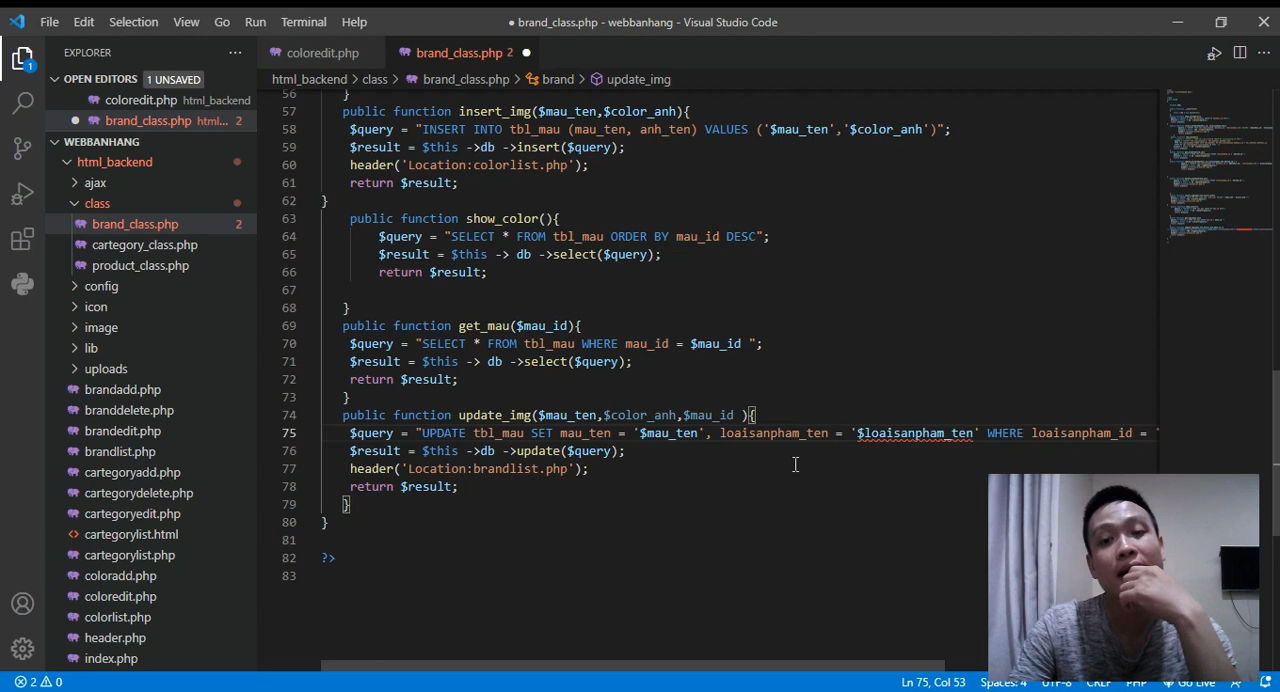 File Edit Selection View Go Run Terminal Help ● brand_class.php - webbanhang - Visual Studio Code
EXPLORER
OPEN EDITORS 1 UNSAVED
coloredit.php html_backend
brand_class.php html... 2
WEBBANHANG
html_backend
ajax
class
brand_class.php 2
cartegory_class.php
product_class.php
config
icon
image
lib
uploads
brandadd.php
branddelete.php
brandedit.php
brandlist.php
cartegoryadd.php
cartegorydelete.php
cartegoryedit.php
cartegorylist.html
cartegorylist.php
coloradd.php
coloredit.php
colorlist.php
header.php
index.php
coloredit.php brand_class.php 2 ●
html_backend > class > brand_class.php > brand > update_img
56 }
57 public function insert_img($mau_ten,$color_anh){
58 $query = "INSERT INTO tbl_mau (mau_ten, anh_ten) VALUES ('$mau_ten','$color_anh')";
59 $result = $this ->db ->insert($query);
60 header('Location:colorlist.php');
61 return $result;
62 }
63 public function show_color(){
64 $query = "SELECT * FROM tbl_mau ORDER BY mau_id DESC";
65 $result = $this -> db ->select($query);
66 return $result;
67
68 }
69 public function get_mau($mau_id){
70 $query = "SELECT * FROM tbl_mau WHERE mau_id = $mau_id ";
71 $result = $this -> db ->select($query);
72 return $result;
73 }
74 public function update_img($mau_ten,$color_anh,$mau_id ){
75 $query = "UPDATE tbl_mau SET mau_ten = '$mau_ten', loaisanpham_ten = '$loaisanpham_ten' WHERE loaisanpham_id = '
76 $result = $this ->db ->update($query);
77 header('Location:brandlist.php');
78 return $result;
79 }
80 }
81
82 ?>
83
1
2 0 Ln 75, Col 53 Spaces: 4 UTF-8 CRLF PHP Go Live